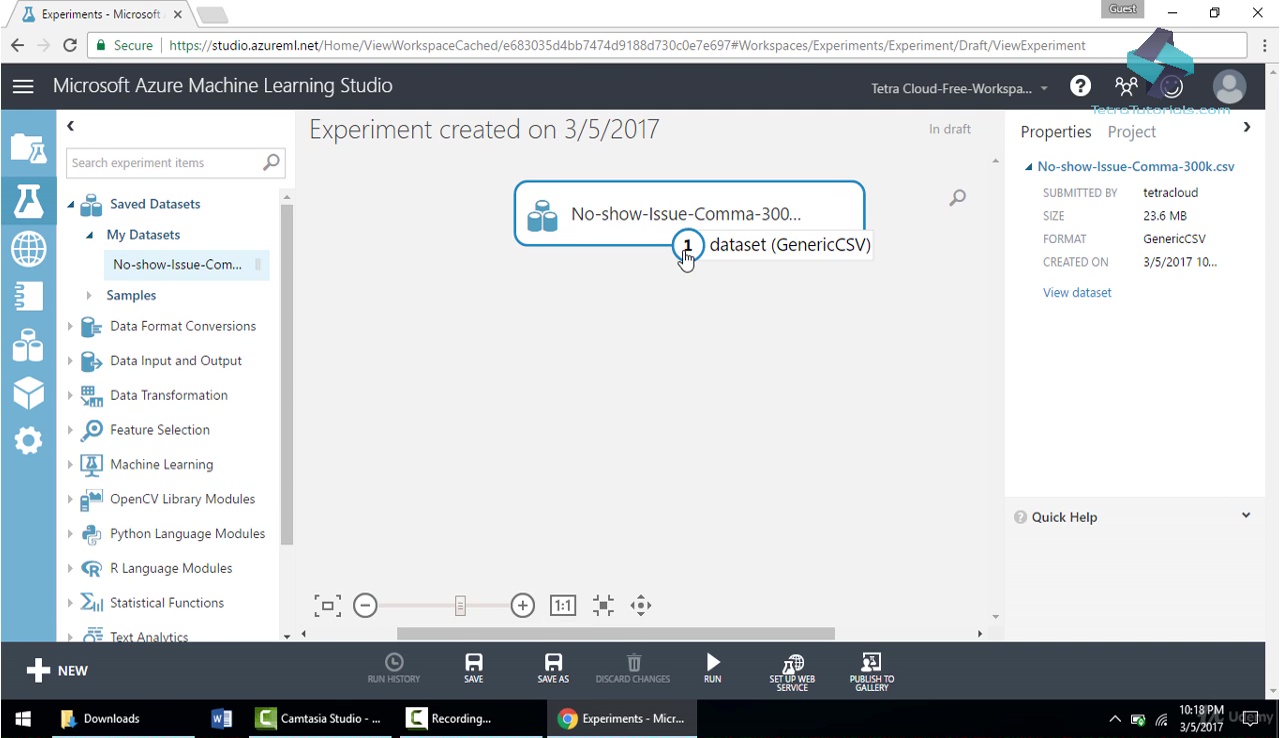 Experiments - Microsoft
Guest
Secure
https://studio.azureml.net/Home/ViewWorkspaceCached/e683035d4bb7474d9188d730c0e7e697#Workspaces/Experiments/Experiment/Draft/ViewExperiment
Microsoft Azure Machine Learning Studio
Tetra Cloud-Free-Workspa...
TetraTutorials.com
Search experiment items
Saved Datasets
My Datasets
No-show-Issue-Com...
Samples
Data Format Conversions
Data Input and Output
Data Transformation
Feature Selection
Machine Learning
OpenCV Library Modules
Python Language Modules
R Language Modules
Statistical Functions
Text Analytics
Experiment created on 3/5/2017
In draft
No-show-Issue-Comma-300...
1 dataset (GenericCSV)
1:1
Properties Project
No-show-Issue-Comma-300k.csv
SUBMITTED BY tetracloud
SIZE 23.6 MB
FORMAT GenericCSV
CREATED ON 3/5/2017 10...
View dataset
Quick Help
NEW
RUN HISTORY
SAVE
SAVE AS
DISCARD CHANGES
RUN
SET UP WEB
SERVICE
PUBLISH TO
GALLERY
Downloads
Camtasia Studio - ...
Recording...
Experiments - Micr...
10:18 PM
3/5/2017
Udemy